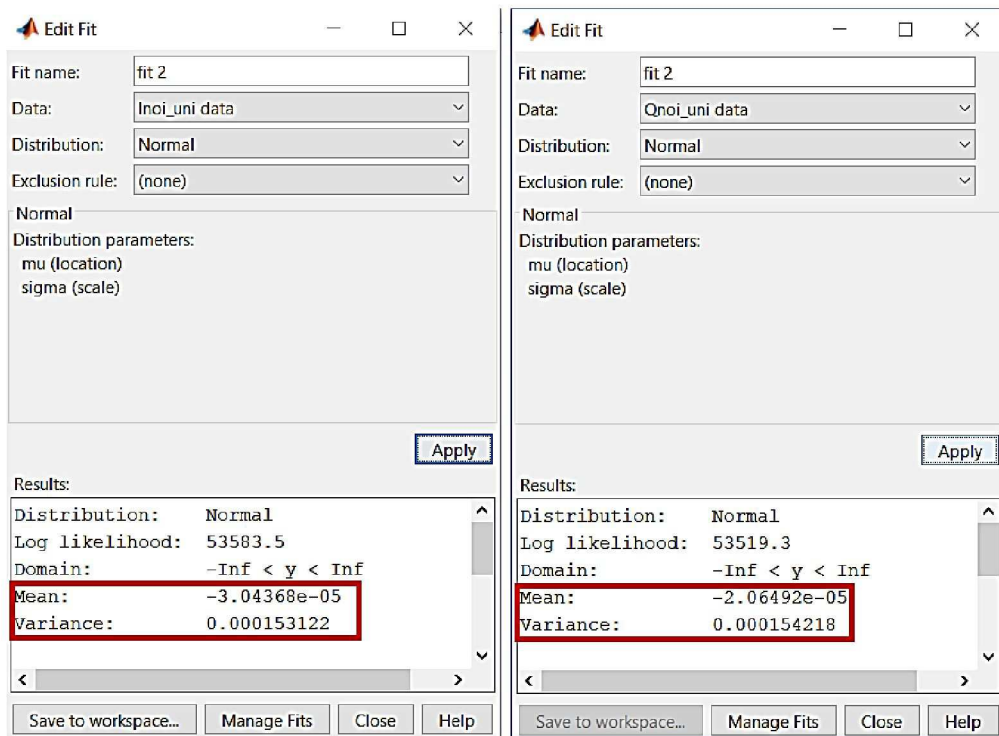 Edit Fit
Fit name: fit 2
Data: Inoi_uni data
Distribution: Normal
Exclusion rule: (none)
Normal
Distribution parameters:
mu (location)
sigma (scale)
Apply
Results:
Distribution: Normal
Log likelihood: 53583.5
Domain: -Inf < y < Inf
Mean: -3.04368e-05
Variance: 0.000153122
Save to workspace... Manage Fits Close Help
Edit Fit
Fit name: fit 2
Data: Qnoi_uni data
Distribution: Normal
Exclusion rule: (none)
Normal
Distribution parameters:
mu (location)
sigma (scale)
Apply
Results:
Distribution: Normal
Log likelihood: 53519.3
Domain: -Inf < y < Inf
Mean: -2.06492e-05
Variance: 0.000154218
Save to workspace... Manage Fits Close Help